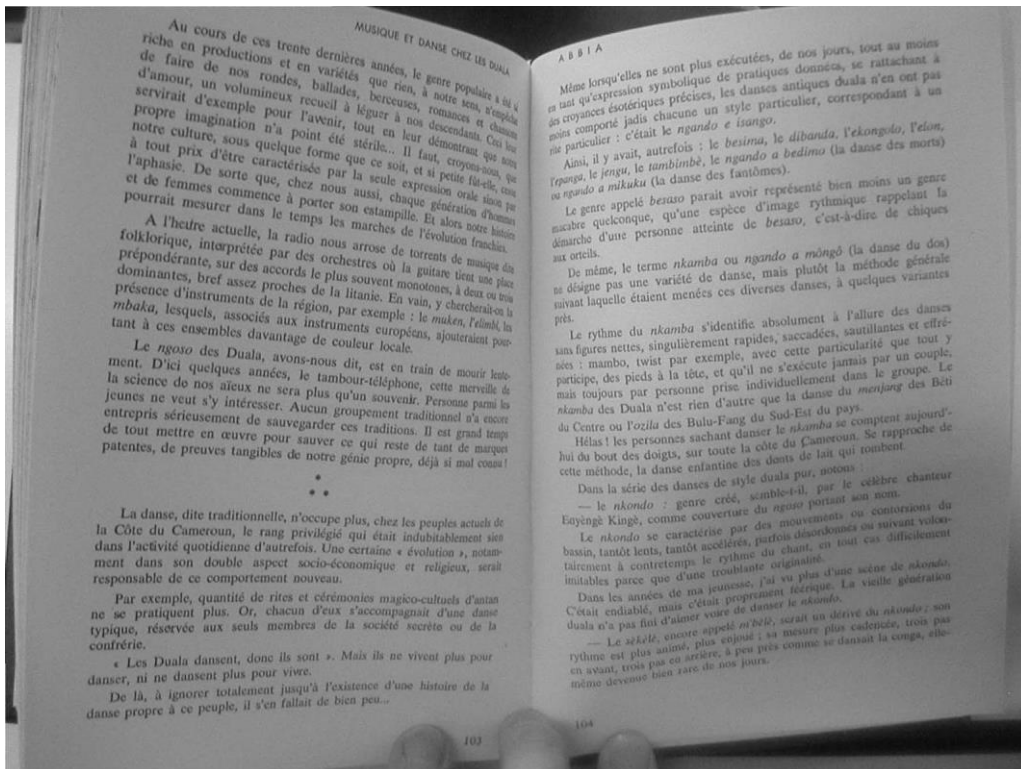 MUSIQUE ET DANSE CHEZ LES DUALA
Au cours de ces trente dernières années, le genre populaire a été si
riche en productions et en variétés que rien, à notre sens, n'empêche
de faire de nos rondes, ballades, berceuses, romances et chansons
d'amour, un volumineux recueil à léguer à nos descendants. Ceci leur
servirait d'exemple pour l'avenir, tout en leur démontrant que notre
propre imagination n'a point été stérile... Il faut, croyons-nous, que
notre culture, sous quelque forme que ce soit, et si petite fût-elle, cesse
à tout prix d'être caractérisée par la seule expression orale sinon par
l'aphasie. De sorte que, chez nous aussi, chaque génération d'hommes
et de femmes commence à porter son estampille. Et alors notre histoire
pourrait mesurer dans le temps les marches de l'évolution franchies.
A l'heure actuelle, la radio nous arrose de torrents de musique dite
folklorique, interprétée par des orchestres où la guitare tient une place
prépondérante, sur des accords le plus souvent monotones, à deux ou trois
dominantes, bref assez proches de la litanie. En vain, y chercherait-on la
présence d'instruments de la région, par exemple : le muken, l'elimbi, les
mbaka, lesquels, associés aux instruments européens, ajouteraient pour-
tant à ces ensembles davantage de couleur locale.
Le ngoso des Duala, avons-nous dit, est en train de mourir lente-
ment. D'ici quelques années, le tambour-téléphone, cette merveille de
la science de nos aïeux ne sera plus qu'un souvenir. Personne parmi les
jeunes ne veut s'y intéresser. Aucun groupement traditionnel n'a encore
entrepris sérieusement de sauvegarder ces traditions. Il est grand temps
de tout mettre en œuvre pour sauver ce qui reste de tant de marques
patentes, de preuves tangibles de notre génie propre, déjà si mal connu !
La danse, dite traditionnelle, n'occupe plus, chez les peuples actuels de
la Côte du Cameroun, le rang privilégié qui était indubitablement sien
dans l'activité quotidienne d'autrefois. Une certaine « évolution », notam-
ment dans son double aspect socio-économique et religieux, serait
responsable de ce comportement nouveau.
Par exemple, quantité de rites et cérémonies magico-cultuels d'antan
ne se pratiquent plus. Or, chacun d'eux s'accompagnait d'une danse
typique, réservée aux seuls membres de la société secrète ou de la
confrérie.
« Les Duala dansent, donc ils sont ». Mais ils ne vivent plus pour
danser, ni ne dansent plus pour vivre.
De là, à ignorer totalement jusqu'à l'existence d'une histoire de la
danse propre à ce peuple, il s'en fallait de bien peu...
103
ABBIA
Même lorsqu'elles ne sont plus exécutées, de nos jours, tout au moins
en tant qu'expression symbolique de pratiques données, se rattachant à
des croyances ésotériques précises, les danses antiques duala n'en ont pas
moins comporté jadis chacune un style particulier, correspondant à un
rite particulier : c'était le ngando e isango.
Ainsi, il y avait, autrefois : le besima, le dibanda, l'ekongolo, l'elon,
l'epanga, le jengu, le tambimbè, le ngando a bedimo (la danse des morts)
ou ngando a mikuku (la danse des fantômes).
Le genre appelé besaso parait avoir représenté bien moins un genre
macabre quelconque, qu'une espèce d'image rythmique rappelant la
démarche d'une personne atteinte de besaso, c'est-à-dire de chiques
aux orteils.
De même, le terme nkamba ou ngando a môngô (la danse du dos)
ne désigne pas une variété de danse, mais plutôt la méthode générale
suivant laquelle étaient menées ces diverses danses, à quelques variantes
près.
Le rythme du nkamba s'identifie absolument à l'allure des danses
sans figures nettes, singulièrement rapides, saccadées, sautillantes et effré-
nées : mambo, twist par exemple, avec cette particularité que tout y
participe, des pieds à la tête, et qu'il ne s'exécute jamais par un couple,
mais toujours par personne prise individuellement dans le groupe. Le
nkamba des Duala n'est rien d'autre que la danse du menjang des Bëti
du Centre ou l'ozila des Bulu-Fang du Sud-Est du pays.
Hélas ! les personnes sachant danser le nkamba se comptent aujourd'-
hui du bout des doigts, sur toute la côte du Cameroun. Se rapproche de
cette méthode, la danse enfantine des dents de lait qui tombent.
Dans la série des danses de style duala pur, notons :
— le nkondo : genre créé, semble-t-il, par le célèbre chanteur
Enyèngè Kingè, comme couverture du ngoso portant son nom.
Le nkondo se caractérise par des mouvements ou contorsions du
bassin, tantôt lents, tantôt accélérés, parfois désordonnés ou suivant volon-
tairement à contretemps le rythme du chant, en tout cas difficilement
imitables parce que d'une troublante originalité.
Dans les années de ma jeunesse, j'ai vu plus d'une scène de nkondo.
C'était endiablé, mais c'était proprement féérique. La vieille génération
duala n'a pas fini d'aimer voire de danser le nkondo.
— Le sèkèlè, encore appelé m'bèlè, serait un dérivé du nkondo ; son
rythme est plus animé, plus enjoué ; sa mesure plus cadencée, trois pas
en avant, trois pas en arrière, à peu près comme se dansait la conga, elle-
même devenue bien rare de nos jours.
104